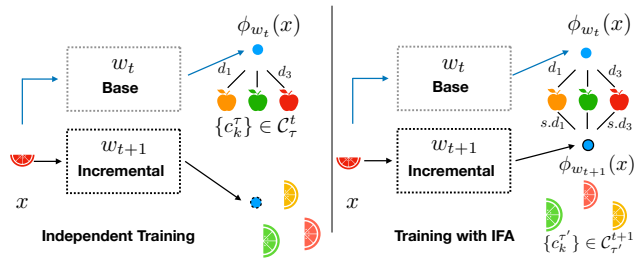 ϕ_{w_t}(x)
w_t
Base
d_1
d_3
{c_k^τ} ∈ C_τ^t
w_{t+1}
Incremental
x
Independent Training
ϕ_{w_t}(x)
w_t
Base
d_1
d_3
s.d_1
s.d_3
w_{t+1}
Incremental
ϕ_{w_{t+1}}(x)
x
{c_k^{τ'}} ∈ C_{τ'}^{t+1}
Training with IFA